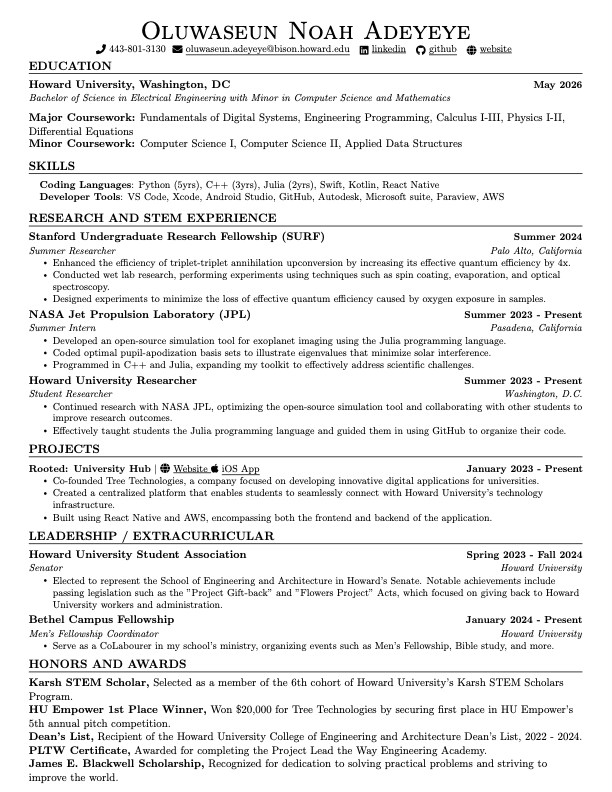 Oluwaseun Noah Adeyeye
443-801-3130 oluwaseun.adeyeye@bison.howard.edu linkedin github website
EDUCATION
Howard University, Washington, DC May 2026
Bachelor of Science in Electrical Engineering with Minor in Computer Science and Mathematics
Major Coursework: Fundamentals of Digital Systems, Engineering Programming, Calculus I-III, Physics I-II,
Differential Equations
Minor Coursework: Computer Science I, Computer Science II, Applied Data Structures
SKILLS
Coding Languages: Python (5yrs), C++ (3yrs), Julia (2yrs), Swift, Kotlin, React Native
Developer Tools: VS Code, Xcode, Android Studio, GitHub, Autodesk, Microsoft suite, Paraview, AWS
RESEARCH AND STEM EXPERIENCE
Stanford Undergraduate Research Fellowship (SURF) Summer 2024
Summer Researcher Palo Alto, California
• Enhanced the efficiency of triplet-triplet annihilation upconversion by increasing its effective quantum efficiency by 4x.
• Conducted wet lab research, performing experiments using techniques such as spin coating, evaporation, and optical
spectroscopy.
• Designed experiments to minimize the loss of effective quantum efficiency caused by oxygen exposure in samples.
NASA Jet Propulsion Laboratory (JPL) Summer 2023 - Present
Summer Intern Pasadena, California
• Developed an open-source simulation tool for exoplanet imaging using the Julia programming language.
• Coded optimal pupil-apodization basis sets to illustrate eigenvalues that minimize solar interference.
• Programmed in C++ and Julia, expanding my toolkit to effectively address scientific challenges.
Howard University Researcher Summer 2023 - Present
Student Researcher Washington, D.C.
• Continued research with NASA JPL, optimizing the open-source simulation tool and collaborating with other students to
improve research outcomes.
• Effectively taught students the Julia programming language and guided them in using GitHub to organize their code.
PROJECTS
Rooted: University Hub | Website iOS App January 2023 - Present
• Co-founded Tree Technologies, a company focused on developing innovative digital applications for universities.
• Created a centralized platform that enables students to seamlessly connect with Howard University's technology
infrastructure.
• Built using React Native and AWS, encompassing both the frontend and backend of the application.
LEADERSHIP / EXTRACURRICULAR
Howard University Student Association Spring 2023 - Fall 2024
Senator Howard University
• Elected to represent the School of Engineering and Architecture in Howard's Senate. Notable achievements include
passing legislation such as the "Project Gift-back" and "Flowers Project" Acts, which focused on giving back to Howard
University workers and administration.
Bethel Campus Fellowship January 2024 - Present
Men's Fellowship Coordinator Howard University
• Serve as a CoLabourer in my school's ministry, organizing events such as Men's Fellowship, Bible study, and more.
HONORS AND AWARDS
Karsh STEM Scholar, Selected as a member of the 6th cohort of Howard University's Karsh STEM Scholars
Program.
HU Empower 1st Place Winner, Won $20,000 for Tree Technologies by securing first place in HU Empower's
5th annual pitch competition.
Dean's List, Recipient of the Howard University College of Engineering and Architecture Dean's List, 2022 - 2024.
PLTW Certificate, Awarded for completing the Project Lead the Way Engineering Academy.
James E. Blackwell Scholarship, Recognized for dedication to solving practical problems and striving to
improve the world.